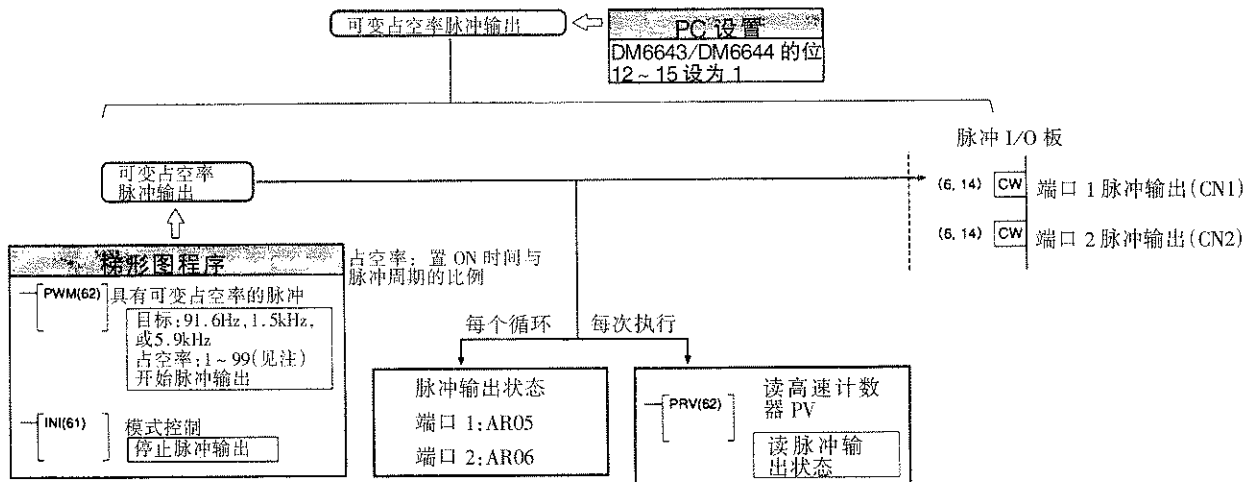 可变占空率脉冲输出
PC 设置
DM6643/DM6644 的位
12~15 设为 1
脉冲 I/O 板
可变占空率
脉冲输出
(6, 14) CW 端口 1 脉冲输出(CN1)
(6, 14) CW 端口 2 脉冲输出(CN2)
梯形图程序
占空率：置 ON 时间与
脉冲周期的比例
PWM(62) 具有可变占空率的脉冲
目标:91.6Hz,1.5kHz,
或5.9kHz
占空率:1~99(见注)
开始脉冲输出
INI(61) 模式控制
停止脉冲输出
每个循环 每次执行
脉冲输出状态
端口 1:AR05
端口 2:AR06
PRV(62) 读高速计数
器 PV
读脉冲输
出状态